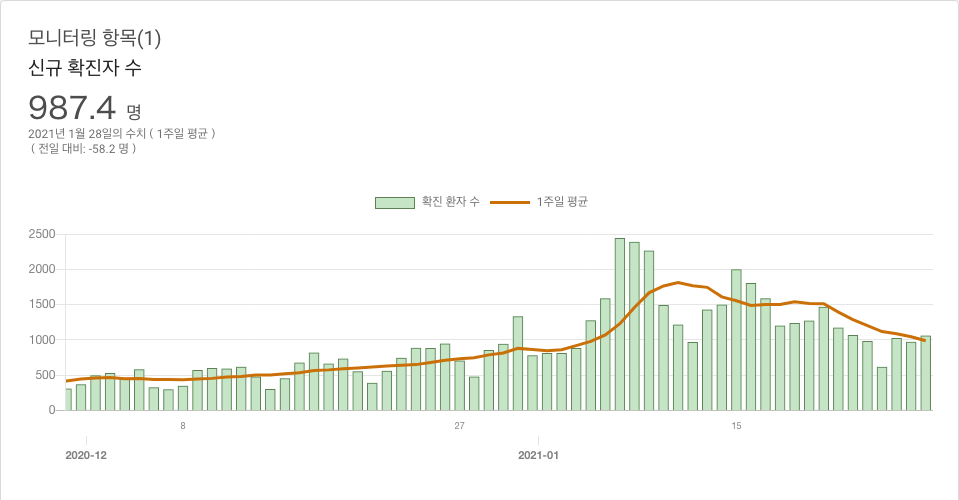 모니터링 항목(1)
신규 확진자 수
987.4 명
2021년 1월 28일의 수치 ( 1주일 평균 )
( 전일 대비: -58.2 명 )
확진 환자 수 1주일 평균
2500
2000
1500
1000
500
0
8 27 15
2020-12 2021-01